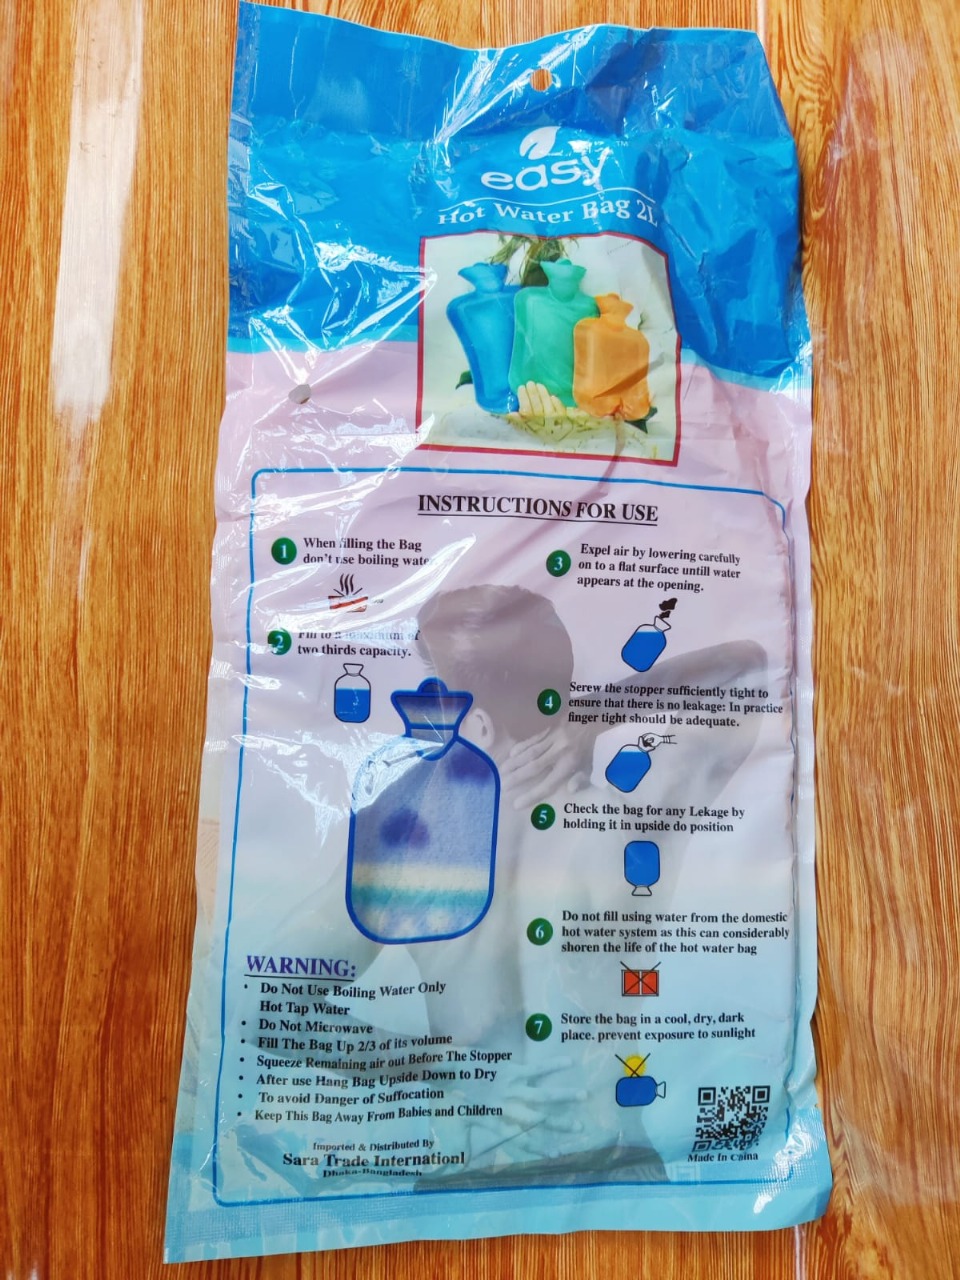 easy
TM
Hot Water Bag 2L
INSTRUCTIONS FOR USE
1
When filling the Bag
don't use boiling water
2
Fill to a maximum of
two thirds capacity.
3
Expel air by lowering carefully
on to a flat surface untill water
appears at the opening.
4
Serew the stopper sufficiently tight to
ensure that there is no leakage: In practice
finger tight should be adequate.
5
Check the bag for any Lekage by
holding it in upside do position
6
Do not fill using water from the domestic
hot water system as this can considerably
shoren the life of the hot water bag
7
Store the bag in a cool, dry, dark
place. prevent exposure to sunlight
WARNING:
• Do Not Use Boiling Water Only
Hot Tap Water
• Do Not Microwave
• Fill The Bag Up 2/3 of its volume
• Squeeze Remaining air out Before The Stopper
• After use Hang Bag Upside Down to Dry
• To avoid Danger of Suffocation
• Keep This Bag Away From Babies and Children
Imported & Distributed By
Sara Trade Internationl
Dhaka-Bangladesh
Made In China